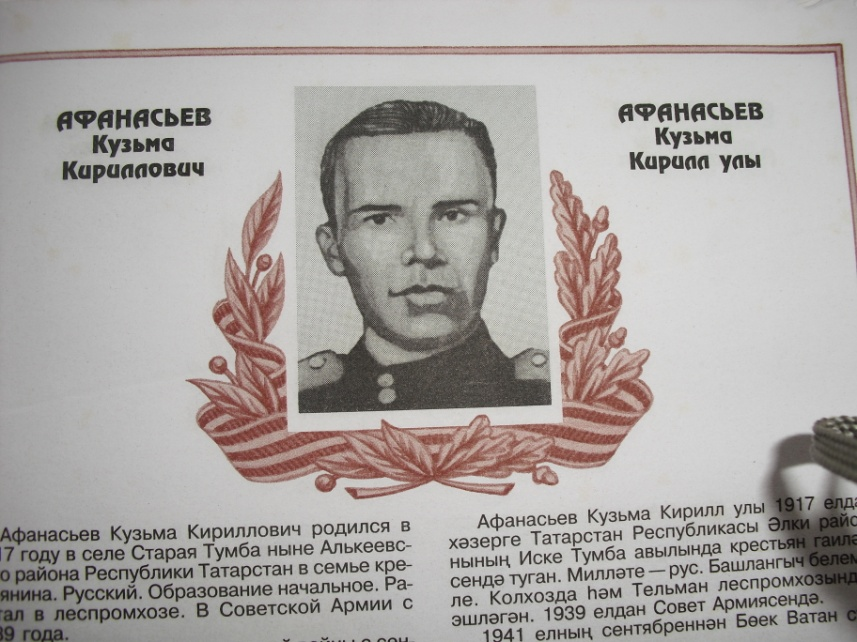 АФАНАСЬЕВ
Кузьма
Кириллович
АФАНАСЬЕВ
Кузьма
Кирилл улы
Афанасьев Кузьма Кириллович родился в
17 году в селе Старая Тумба ныне Алькеевс-
о района Республики Татарстан в семье кре-
янина. Русский. Образование начальное. Ра-
тал в леспромхозе. В Советской Армии с
39 года.
Афанасьев Кузьма Кирилл улы 1917 елда
хәзерге Татарстан Республикасы Әлки райо
нының Иске Тумба авылында крестьян гаилә
сендә туган. Милләте — рус. Башлангыч белем
ле. Колхозда һәм Тельман леспромхозынд
эшләгән. 1939 елдан Совет Армиясендә.
1941 елның сентябреннән Бөек Ватан с